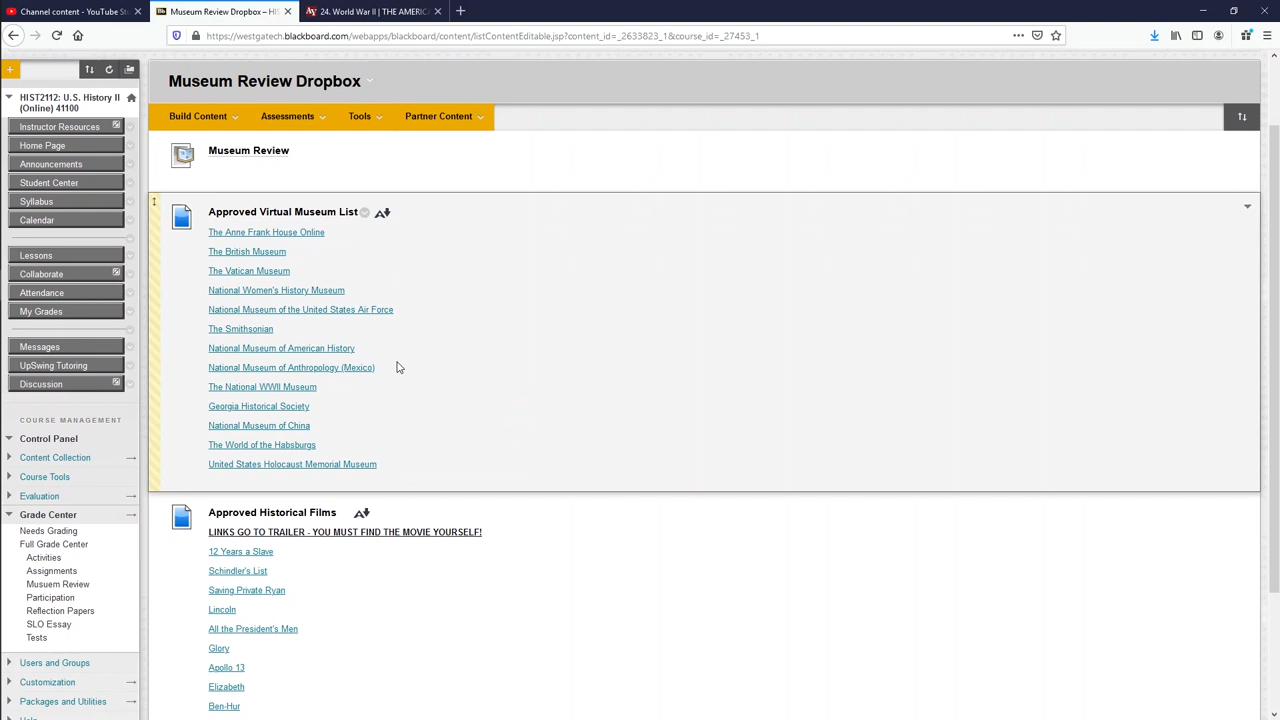 Channel content - YouTube St
Museum Review Dropbox – HIS
24. World War II | THE AMERICA
https://westgatech.blackboard.com/webapps/blackboard/content/listContentEditable.jsp?content_id=_2633823_1&course_id=_27453_1
HIST2112: U.S. History II
(Online) 41100
Instructor Resources
Home Page
Announcements
Student Center
Syllabus
Calendar
Lessons
Collaborate
Attendance
My Grades
Messages
UpSwing Tutoring
Discussion
COURSE MANAGEMENT
Control Panel
Content Collection
Course Tools
Evaluation
Grade Center
Needs Grading
Full Grade Center
Activities
Assignments
Musuem Review
Participation
Reflection Papers
SLO Essay
Tests
Users and Groups
Customization
Packages and Utilities
Help
Museum Review Dropbox
Build Content
Assessments
Tools
Partner Content
Museum Review
Approved Virtual Museum List
The Anne Frank House Online
The British Museum
The Vatican Museum
National Women's History Museum
National Museum of the United States Air Force
The Smithsonian
National Museum of American History
National Museum of Anthropology (Mexico)
The National WWII Museum
Georgia Historical Society
National Museum of China
The World of the Habsburgs
United States Holocaust Memorial Museum
Approved Historical Films
LINKS GO TO TRAILER - YOU MUST FIND THE MOVIE YOURSELF!
12 Years a Slave
Schindler's List
Saving Private Ryan
Lincoln
All the President's Men
Glory
Apollo 13
Elizabeth
Ben-Hur